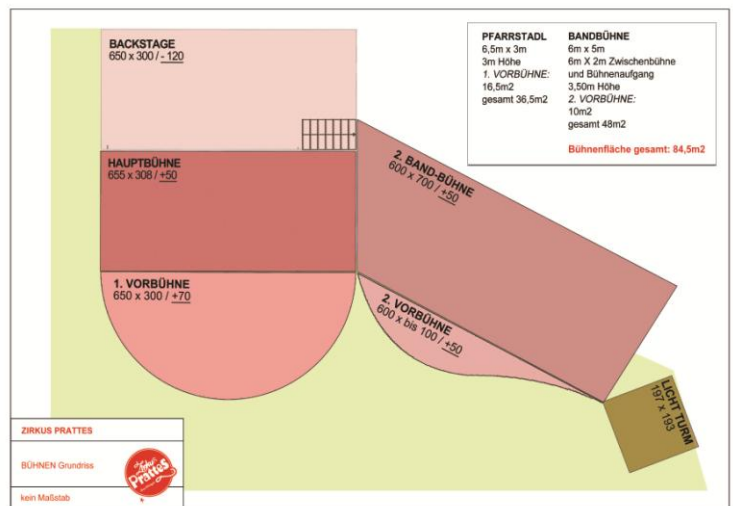 BACKSTAGE
650 x 300 / - 120
HAUPTBÜHNE
655 x 308 / +50
1. VORBÜHNE
650 x 300 / +70
2. BAND-BÜHNE
600 x 700 / +50
2. VORBÜHNE
600 x bis 100 / +50
LICHT TURM
197 x 193
PFARRSTADL
6,5m x 3m
3m Höhe
1. VORBÜHNE:
16,5m2
gesamt 36,5m2
BANDBÜHNE
6m x 5m
6m X 2m Zwischenbühne
und Bühnenaufgang
3,50m Höhe
2. VORBÜHNE:
10m2
gesamt 48m2
Bühnenfläche gesamt: 84,5m2
ZIRKUS PRATTES
BÜHNEN Grundriss
Zirkus
Prattes
kein Maßstab